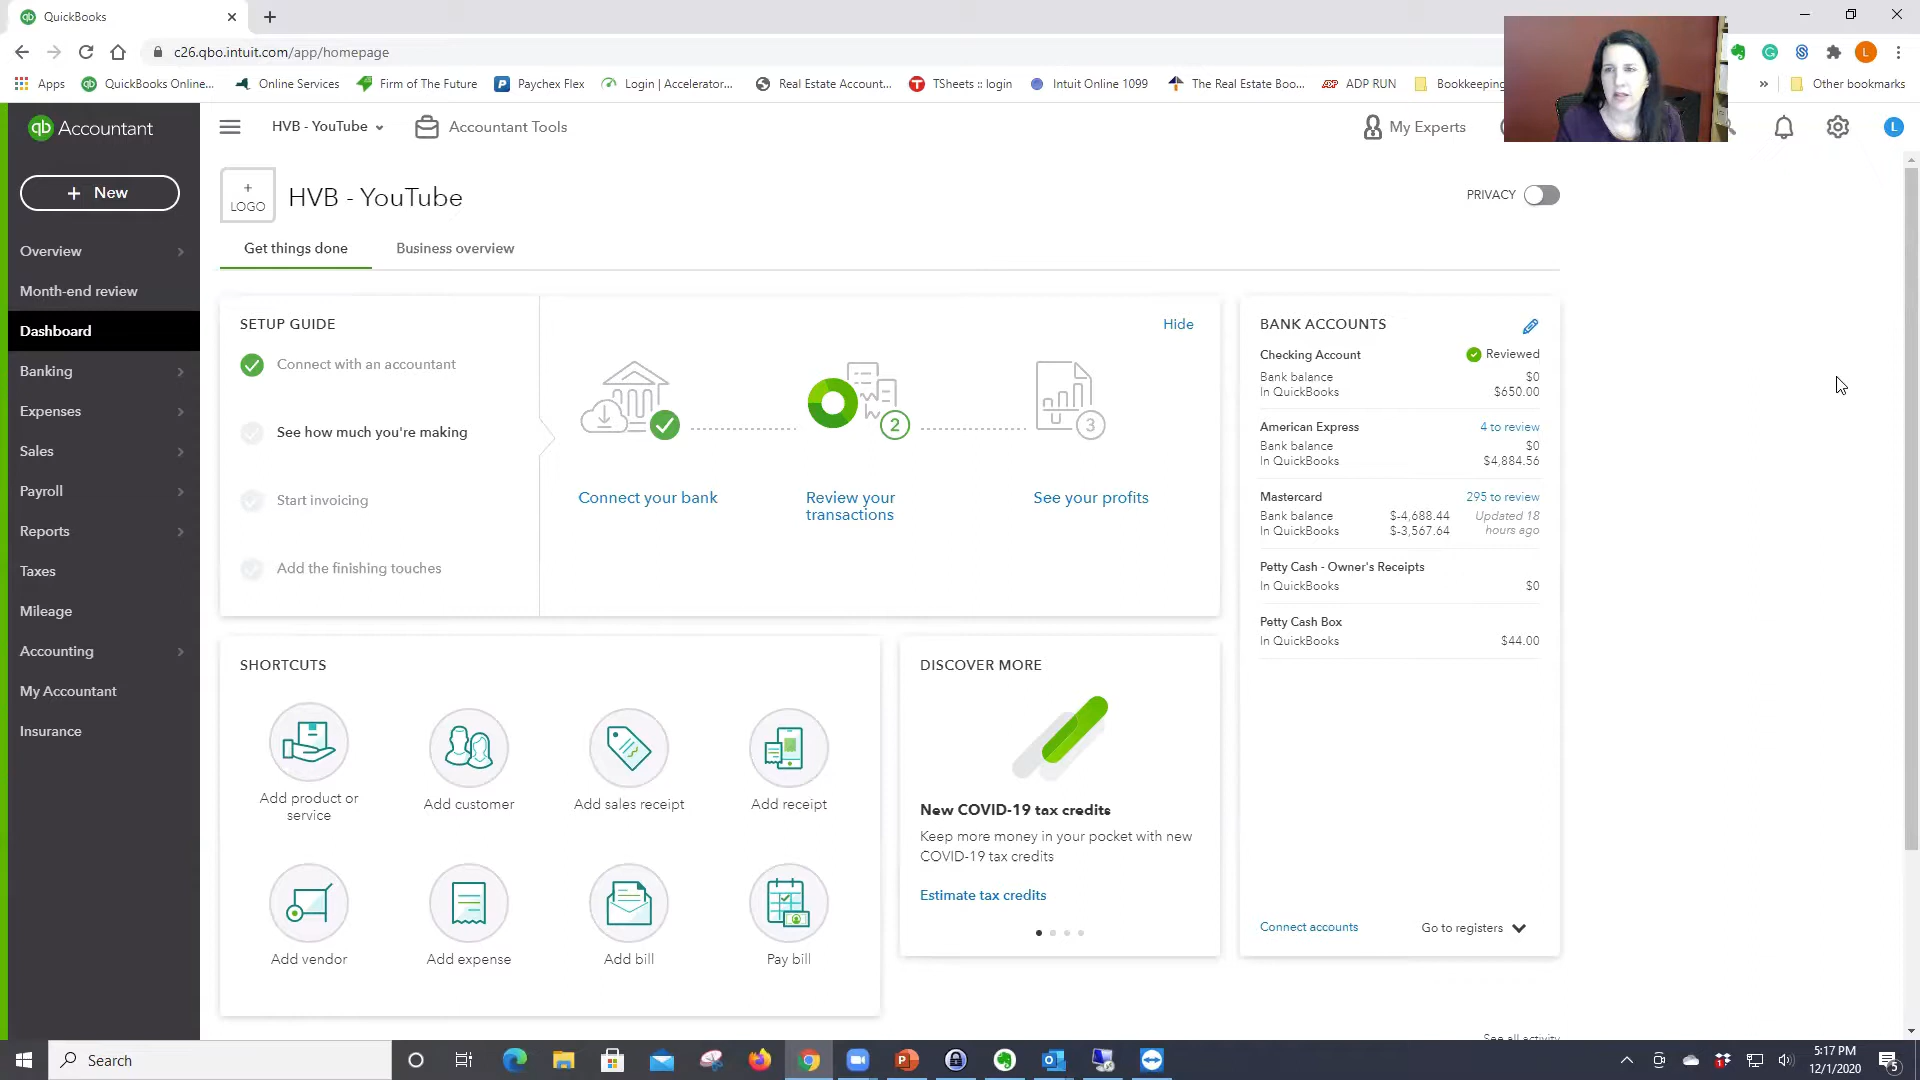 QuickBooks
c26.qbo.intuit.com/app/homepage
L
Apps
QuickBooks Online...
Online Services
Firm of The Future
Paychex Flex
Login | Accelerator...
Real Estate Account...
TSheets :: login
Intuit Online 1099
The Real Estate Boo...
ADP RUN
Bookkeeping
Other bookmarks
qb Accountant
HVB - YouTube
Accountant Tools
My Experts
L
+ New
+
LOGO
HVB - YouTube
PRIVACY
Get things done
Business overview
Overview
Month-end review
Dashboard
Banking
Expenses
Sales
Payroll
Reports
Taxes
Mileage
Accounting
My Accountant
Insurance
SETUP GUIDE
Hide
Connect with an accountant
See how much you're making
Start invoicing
Add the finishing touches
2
3
Connect your bank
Review your
transactions
See your profits
BANK ACCOUNTS
Checking Account Reviewed
Bank balance $0
In QuickBooks $650.00
American Express 4 to review
Bank balance $0
In QuickBooks $4,884.56
Mastercard 295 to review
Bank balance $-4,688.44 Updated 18
In QuickBooks $-3,567.64 hours ago
Petty Cash - Owner's Receipts
In QuickBooks $0
Petty Cash Box
In QuickBooks $44.00
Connect accounts
Go to registers
SHORTCUTS
Add product or
service
Add customer
Add sales receipt
Add receipt
Add vendor
Add expense
Add bill
Pay bill
DISCOVER MORE
New COVID-19 tax credits
Keep more money in your pocket with new
COVID-19 tax credits
Estimate tax credits
See all activity
Search
5:17 PM
12/1/2020
5